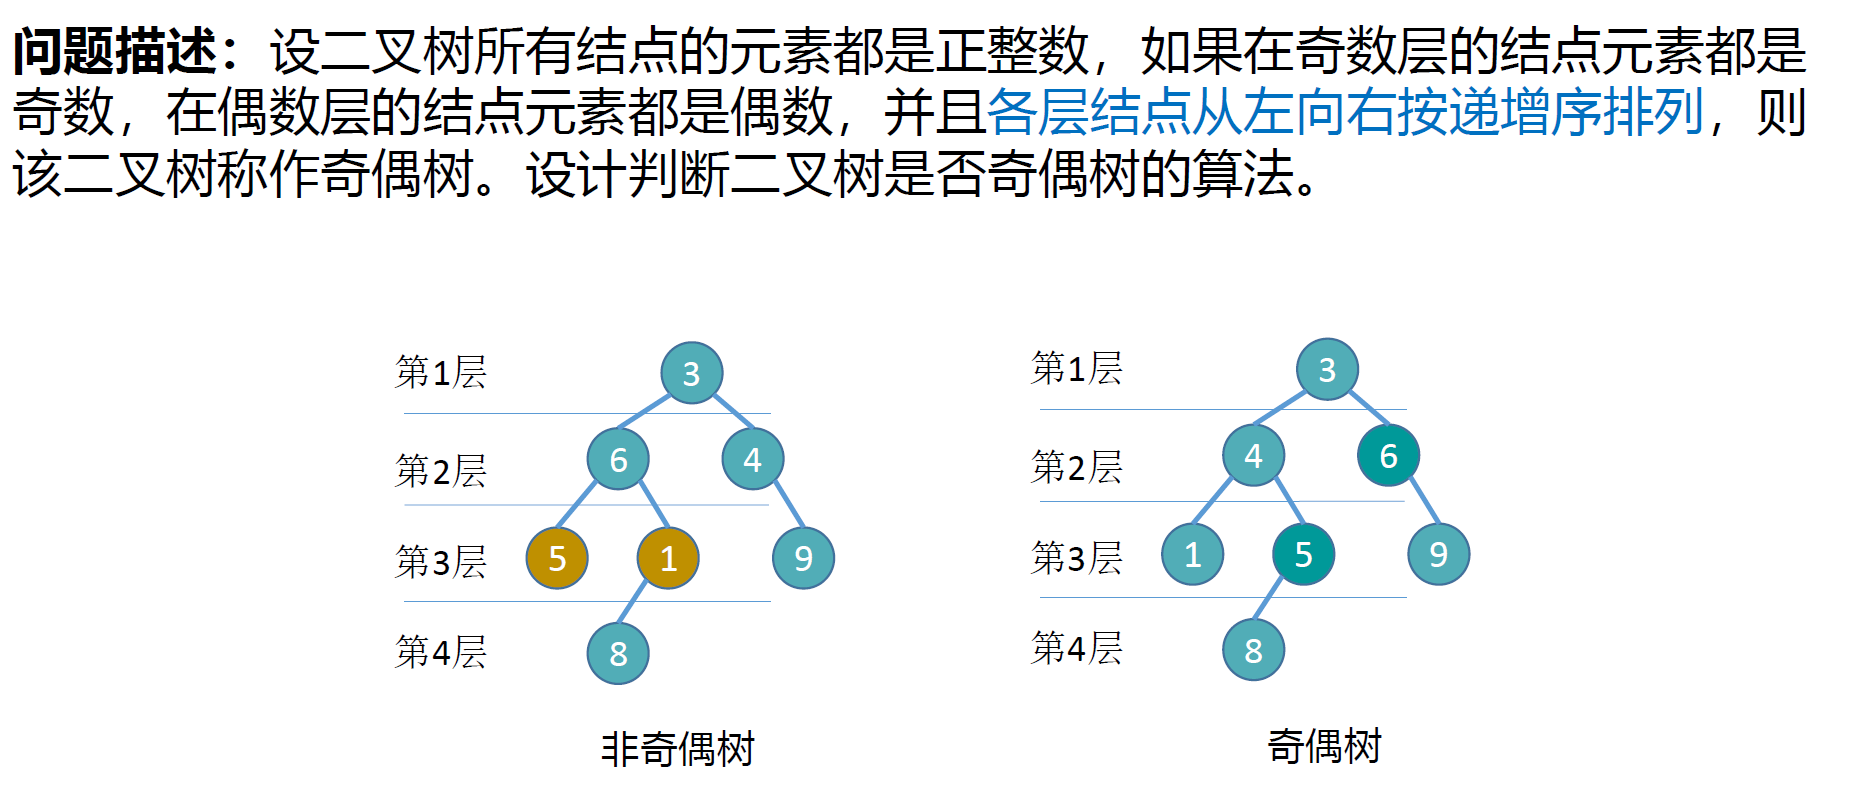 问题描述：设二叉树所有结点的元素都是正整数，如果在奇数层的结点元素都是
奇数，在偶数层的结点元素都是偶数，并且各层结点从左向右按递增序排列，则
该二叉树称作奇偶树。设计判断二叉树是否奇偶树的算法。
第1层 3
第2层 6 4
第3层 5 1 9
第4层 8
非奇偶树
第1层 3
第2层 4 6
第3层 1 5 9
第4层 8
奇偶树